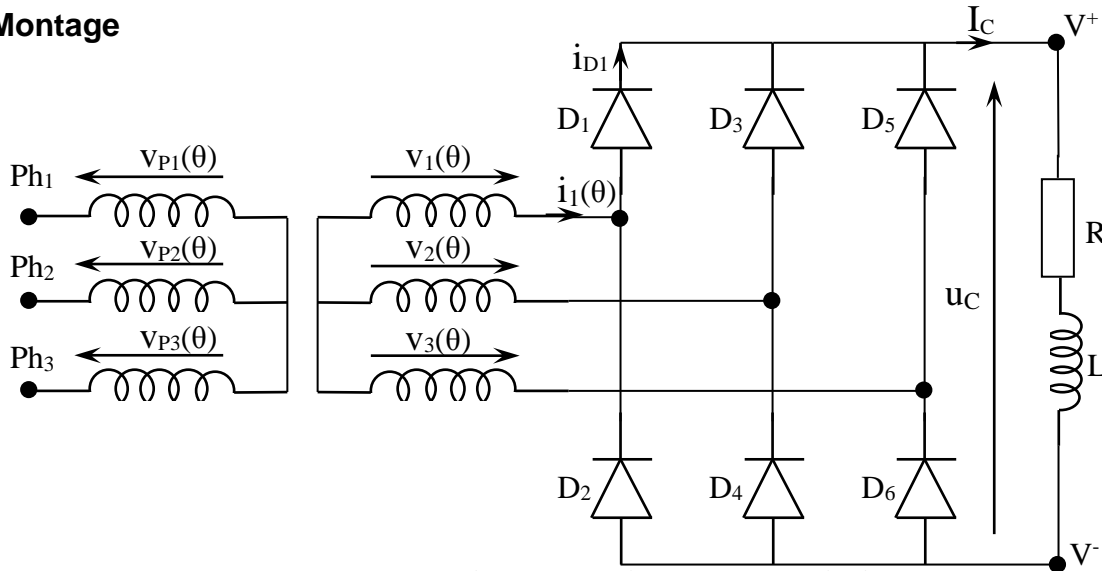 Montage
I_C
V⁺
i_D1
D₁
D₃
D₅
v_P1(θ)
v₁(θ)
Ph₁
i₁(θ)
v_P2(θ)
v₂(θ)
R
Ph₂
u_C
v_P3(θ)
v₃(θ)
Ph₃
L
D₂
D₄
D₆
V⁻